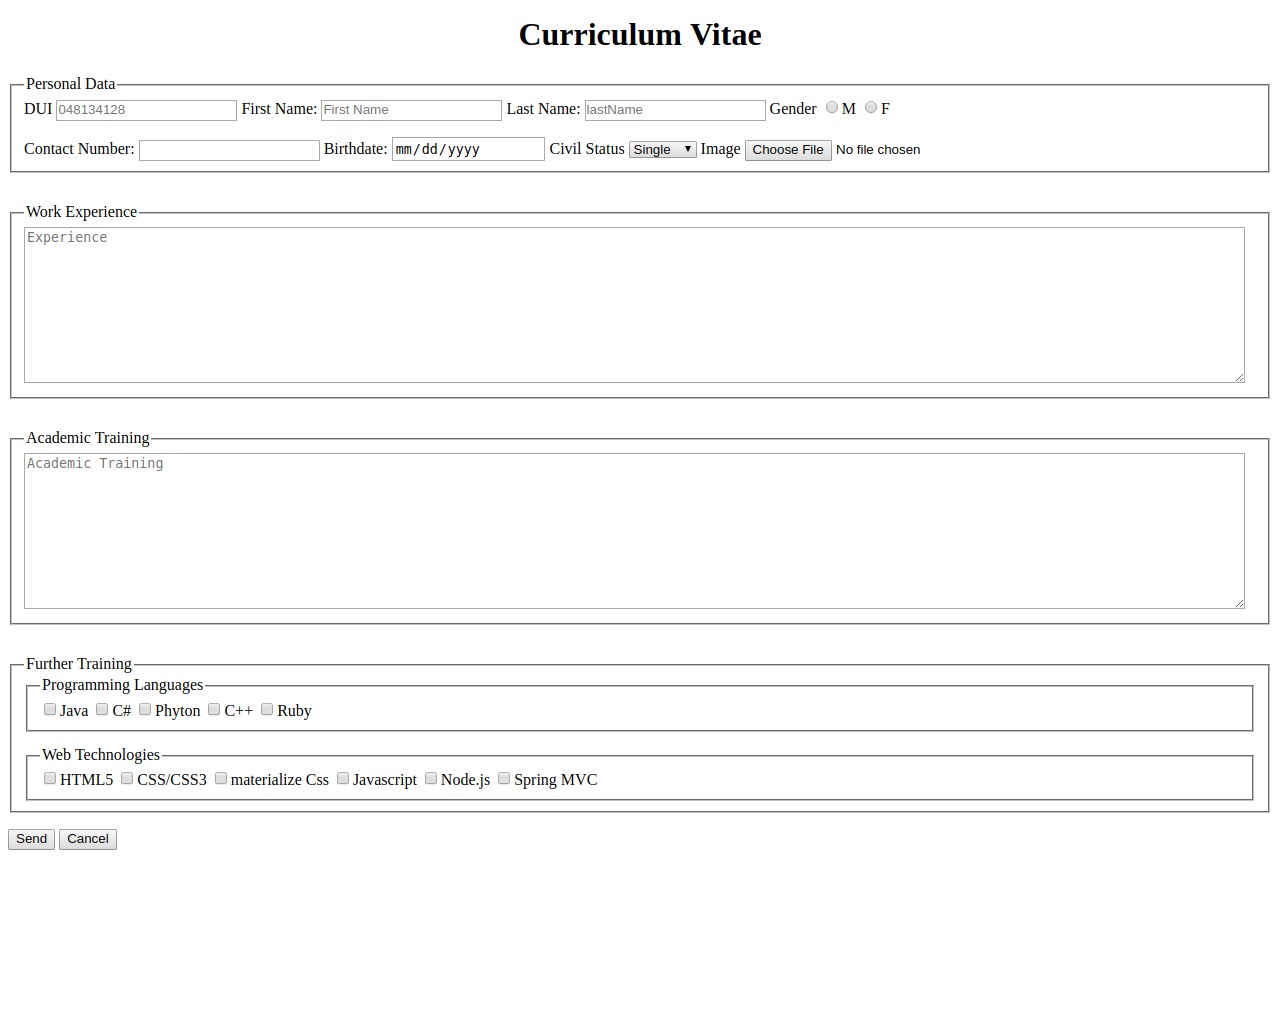 Curriculum Vitae
Personal Data
DUI 048134128 First Name: First Name Last Name: lastName Gender M F
Contact Number: Birthdate: mm/dd/yyyy Civil Status Single Image Choose File No file chosen
Work Experience
Experience
Academic Training
Academic Training
Further Training
Programming Languages
Java C# Phyton C++ Ruby
Web Technologies
HTML5 CSS/CSS3 materialize Css Javascript Node.js Spring MVC
Send Cancel